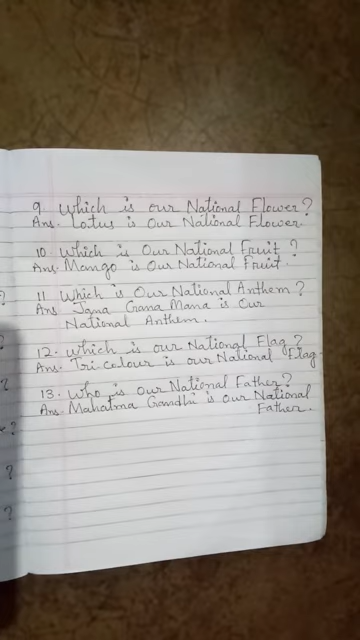 9. Which is our National Flower?
Ans. Lotus is Our National Flower.
10. Which is Our National Fruit?
Ans. Mango is Our National Fruit.
11 Which is Our National Anthem?
Ans Jana Gana Mana is Our
National Anthem.
12. Which is our National Flag?
Ans. Tri colour is our National Flag.
13. Who is our National Father?
Ans. Mahatma Gandhi is our National
Father.
?
?
?
?
?
?